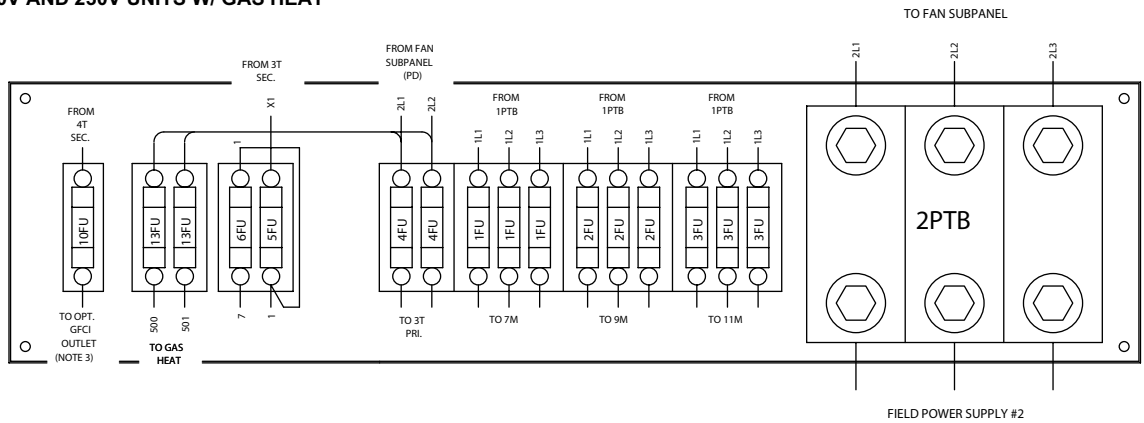 AND 230V UNITS W/ GAS HEAT
TO FAN SUBPANEL
2L1
2L2
2L3
FROM FAN
SUBPANEL
(PD)
FROM 3T
SEC.
X1
2L1
2L2
FROM
4T
SEC.
FROM
1PTB
FROM
1PTB
FROM
1PTB
1
1L1
1L2
1L3
2L1
1L2
1L3
3L1
1L2
1L3
10FU
13FU
13FU
6FU
5FU
4FU
4FU
1FU
1FU
1FU
2FU
2FU
2FU
3FU
3FU
3FU
2PTB
TO OPT.
GFCI
OUTLET
(NOTE 3)
500
501
TO GAS
HEAT
7
1
TO 3T
PRI.
TO 7M
TO 9M
TO 11M
FIELD POWER SUPPLY #2